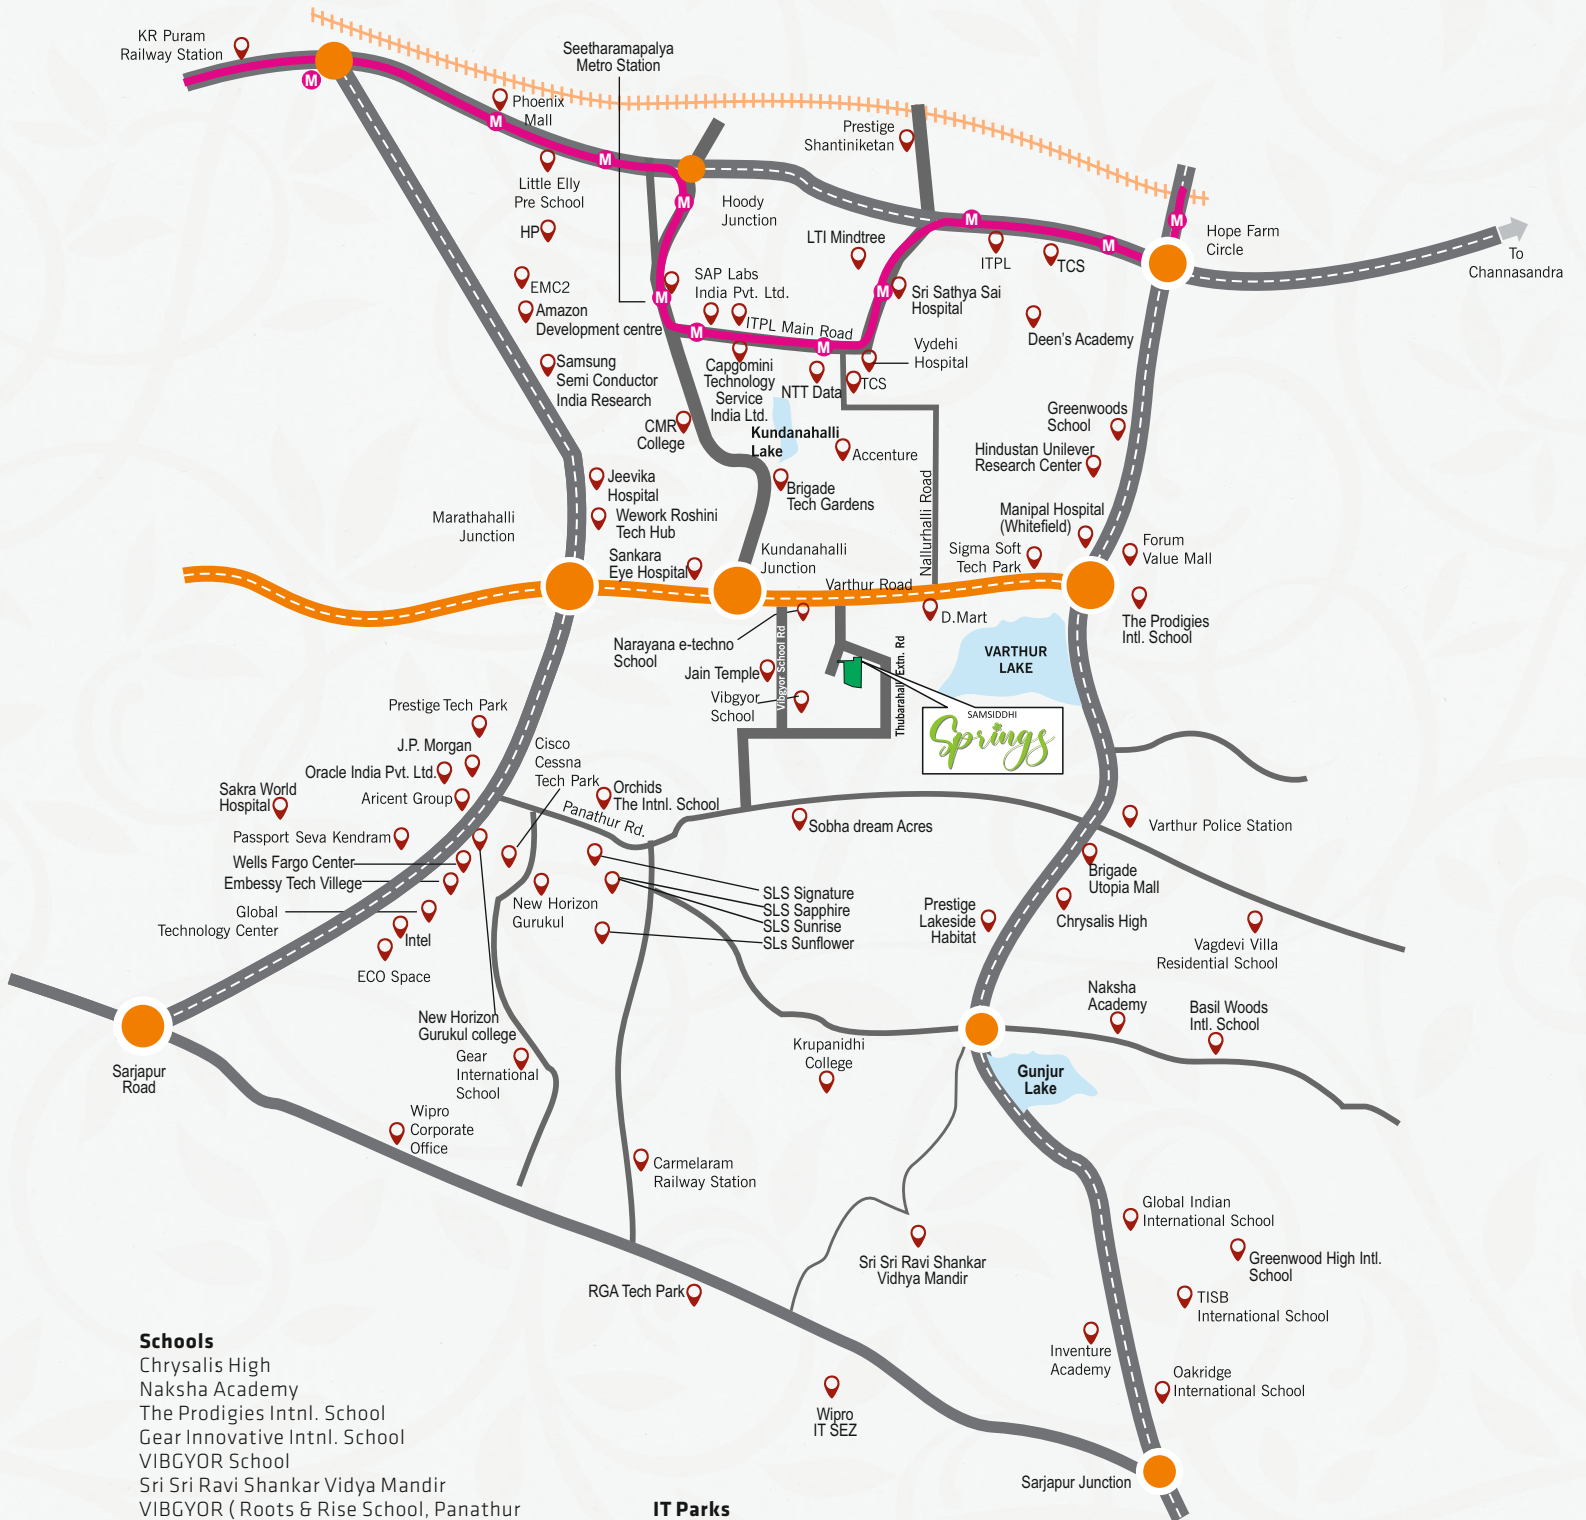 KR Puram
Railway Station
M
Seetharamapalya
Metro Station
Phoenix
Mall
M
M
Prestige
Shantiniketan
Little Elly
Pre School
M
Hoody
Junction
HP
LTI Mindtree
M
ITPL
M
TCS
M
Hope Farm
Circle
To
Channasandra
EMC2
SAP Labs
India Pvt. Ltd.
M
M
Sri Sathya Sai
Hospital
Amazon
Development centre
M
ITPL Main Road
M
Deen's Academy
Vydehi
Hospital
Samsung
Semi Conductor
India Research
Capgomini
Technology
Service
India Ltd.
NTT Data
TCS
CMR
College
Kundanahalli
Lake
Accenture
Greenwoods
School
Hindustan Unilever
Research Center
Jeevika
Hospital
Brigade
Tech Gardens
Nallurhalli Road
Marathahalli
Junction
Wework Roshini
Tech Hub
Manipal Hospital
(Whitefield)
Sankara
Eye Hospital
Kundanahalli
Junction
Sigma Soft
Tech Park
Forum
Value Mall
Varthur Road
D.Mart
The Prodigies
Intl. School
Narayana e-techno
School
Vibgyor School Rd
Thubarahalli Extn. Rd
VARTHUR
LAKE
Jain Temple
Vibgyor
School
SAMSIDDHI
Springs
Prestige Tech Park
J.P. Morgan
Oracle India Pvt. Ltd.
Cisco
Cessna
Tech Park
Sakra World
Hospital
Aricent Group
Orchids
The Intnl. School
Panathur Rd.
Sobha dream Acres
Varthur Police Station
Passport Seva Kendram
Wells Fargo Center
Embessy Tech Villege
Brigade
Utopia Mall
SLS Signature
SLS Sapphire
SLS Sunrise
SLs Sunflower
Global
Technology Center
New Horizon
Gurukul
Prestige
Lakeside
Habitat
Chrysalis High
Intel
Vagdevi Villa
Residential School
ECO Space
Naksha
Academy
Basil Woods
Intl. School
New Horizon
Gurukul college
Krupanidhi
College
Sarjapur
Road
Gear
International
School
Gunjur
Lake
Wipro
Corporate
Office
Carmelaram
Railway Station
Global Indian
International School
Sri Sri Ravi Shankar
Vidhya Mandir
Greenwood High Intl.
School
RGA Tech Park
TISB
International School
Inventure
Academy
Oakridge
International School
Wipro
IT SEZ
Sarjapur Junction
Schools
Chrysalis High
Naksha Academy
The Prodigies Intnl. School
Gear Innovative Intnl. School
VIBGYOR School
Sri Sri Ravi Shankar Vidya Mandir
VIBGYOR ( Roots & Rise School, Panathur
IT Parks